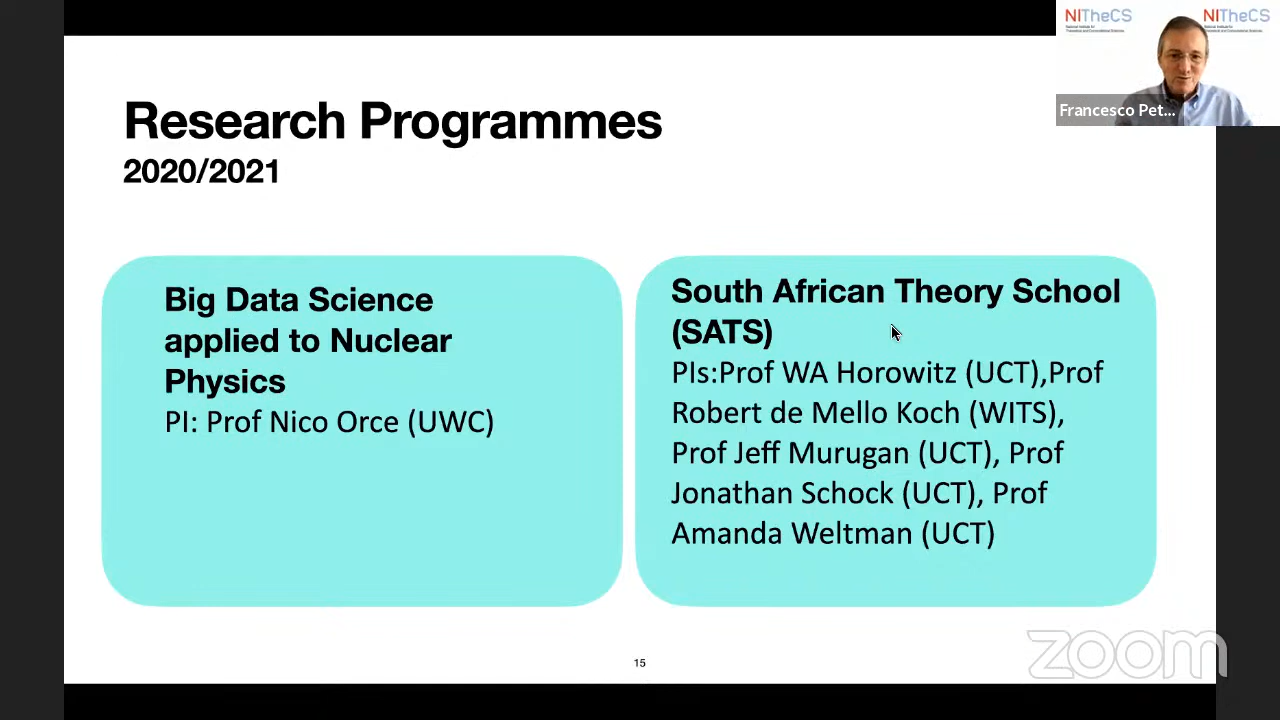 NITheCS
NITheCS
Francesco Pet...
Research Programmes
2020/2021
Big Data Science
applied to Nuclear
Physics
PI: Prof Nico Orce (UWC)
South African Theory School
(SATS)
PIs:Prof WA Horowitz (UCT),Prof
Robert de Mello Koch (WITS),
Prof Jeff Murugan (UCT), Prof
Jonathan Schock (UCT), Prof
Amanda Weltman (UCT)
15
zoom